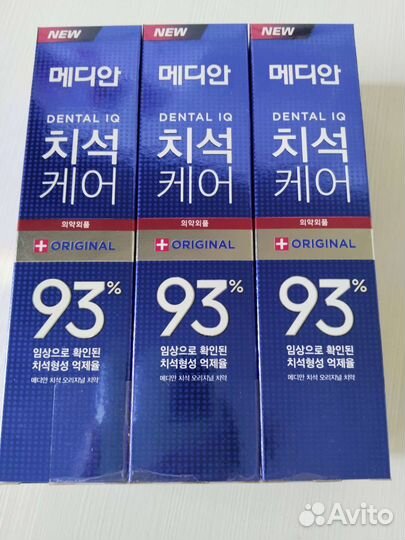 NEW
메디안
DENTAL IQ
치석
케어
의약외품
ORIGINAL
93%
임상으로 확인된
치석형성 억제율
메디안 치석 오리지널 치약
NEW
메디안
DENTAL IQ
치석
케어
의약외품
ORIGINAL
93%
임상으로 확인된
치석형성 억제율
메디안 치석 오리지널 치약
NEW
메디안
DENTAL IQ
치석
케어
의약외품
ORIGINAL
93%
임상으로 확인된
치석형성 억제율
메디안 치석 오리지널 치약
Avito